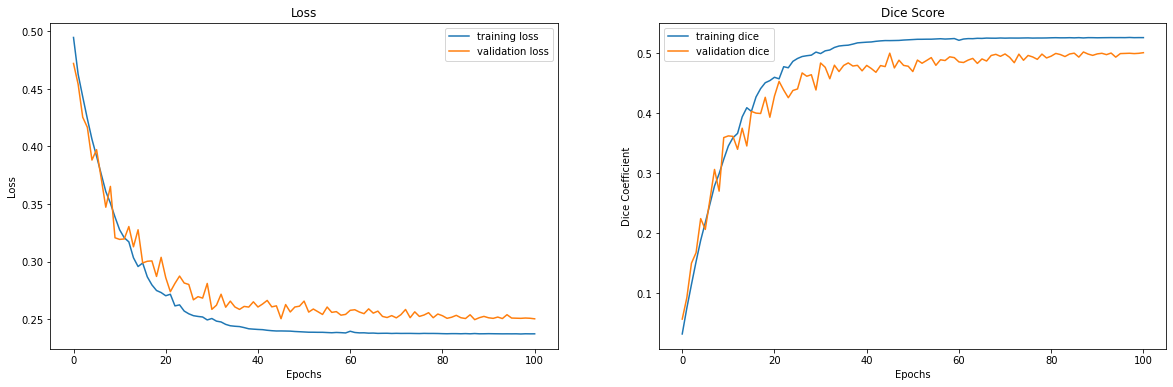 Loss
training loss
validation loss
0.50
0.45
0.40
0.35
0.30
0.25
Loss
0 20 40 60 80 100
Epochs
Dice Score
training dice
validation dice
0.5
0.4
0.3
0.2
0.1
Dice Coefficient
0 20 40 60 80 100
Epochs